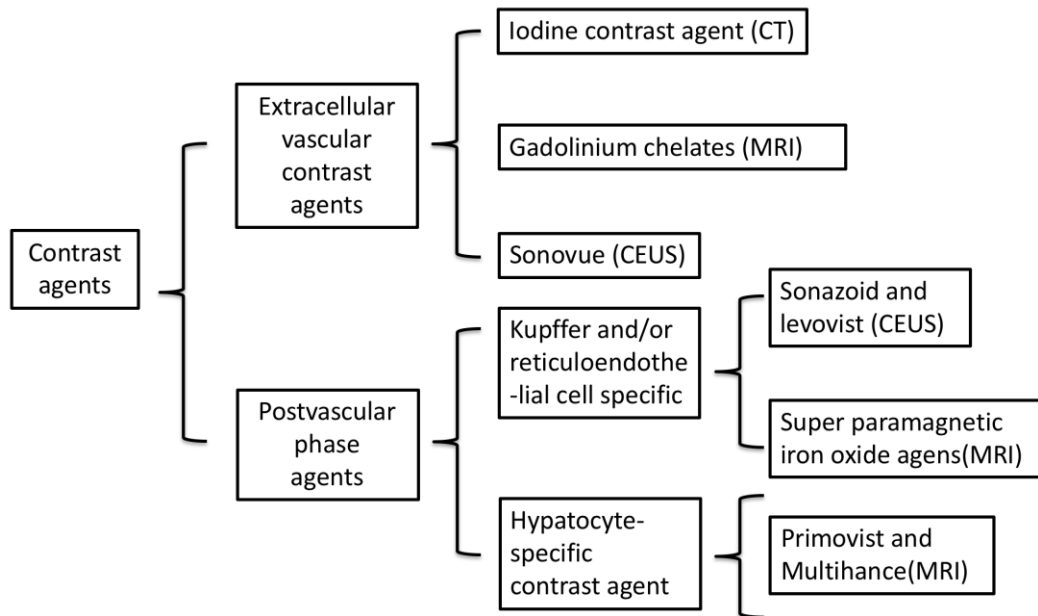 Contrast
agents
Extracellular
vascular
contrast
agents
Iodine contrast agent (CT)
Gadolinium chelates (MRI)
Sonovue (CEUS)
Postvascular
phase
agents
Kupffer and/or
reticuloendothe
-lial cell specific
Sonazoid and
levovist (CEUS)
Super paramagnetic
iron oxide agens(MRI)
Hypatocyte-
specific
contrast agent
Primovist and
Multihance(MRI)